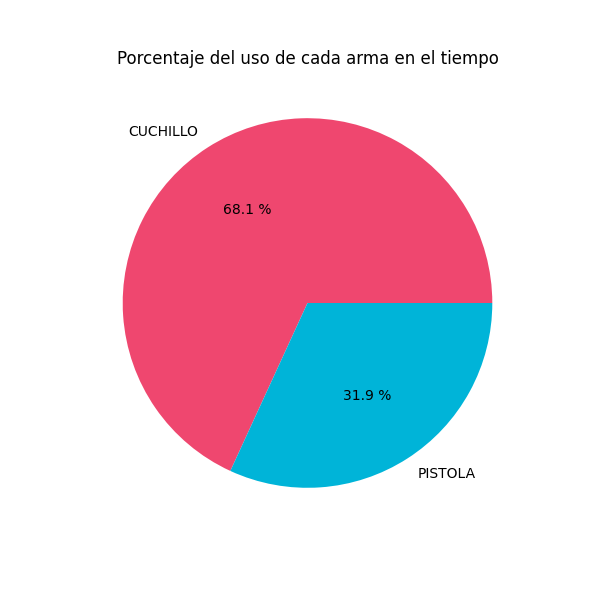 Porcentaje del uso de cada arma en el tiempo
CUCHILLO
68.1 %
31.9 %
PISTOLA